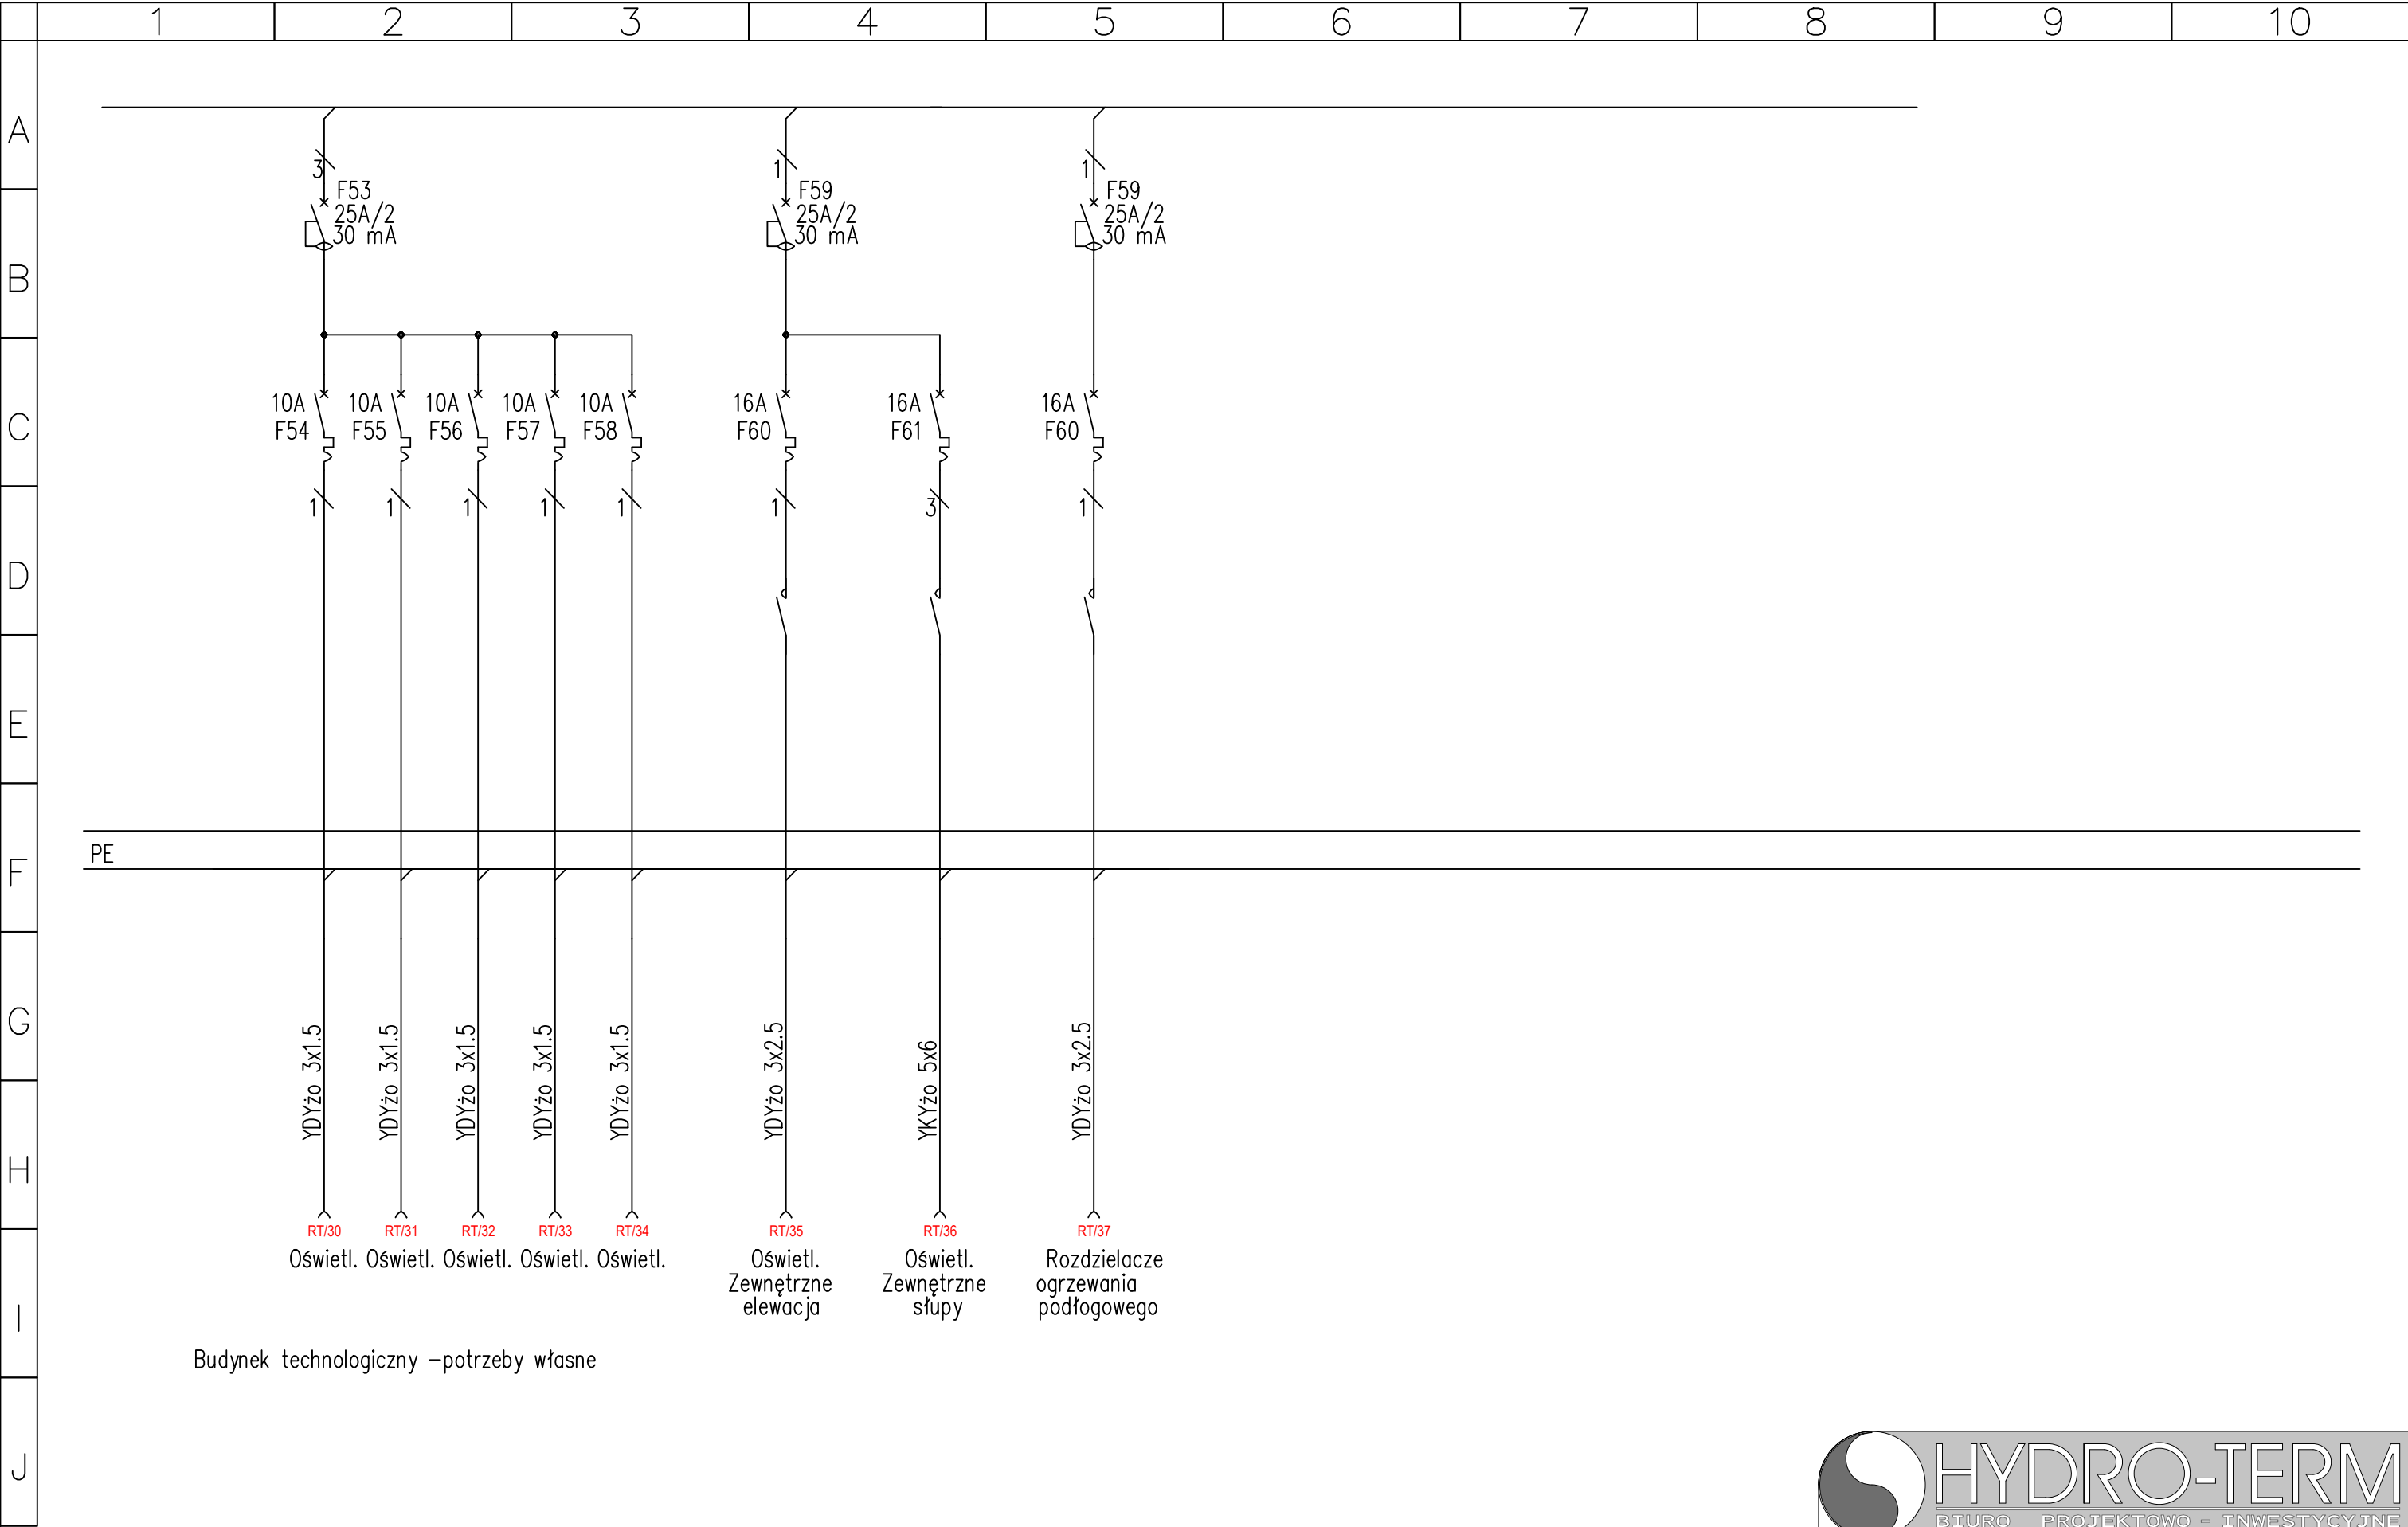 1 2 3 4 5 6 7 8 9 10
A
3 1 1
F53 F59 F59
25A/2 25A/2 25A/2
30 mA 30 mA 30 mA
B
10A 10A 10A 10A 10A 16A 16A 16A
F54 F55 F56 F57 F58 F60 F61 F60
C
1 1 1 1 1 1 3 1
D
E
PE
F
G
YDYżo 3x1.5 YDYżo 3x1.5 YDYżo 3x1.5 YDYżo 3x1.5 YDYżo 3x1.5 YDYżo 3x2.5 YKYżo 5x6 YDYżo 3x2.5
H
RT/30 RT/31 RT/32 RT/33 RT/34 RT/35 RT/36 RT/37
Oświetl. Oświetl. Oświetl. Oświetl. Oświetl.
Oświetl.
Zewnętrzne
elewacja
Oświetl.
Zewnętrzne
słupy
Rozdzielacze
ogrzewania
podłogowego
I
Budynek technologiczny -potrzeby własne
J
HYDRO-TERM
BIURO PROJEKTOWO - INWESTYCYJNE